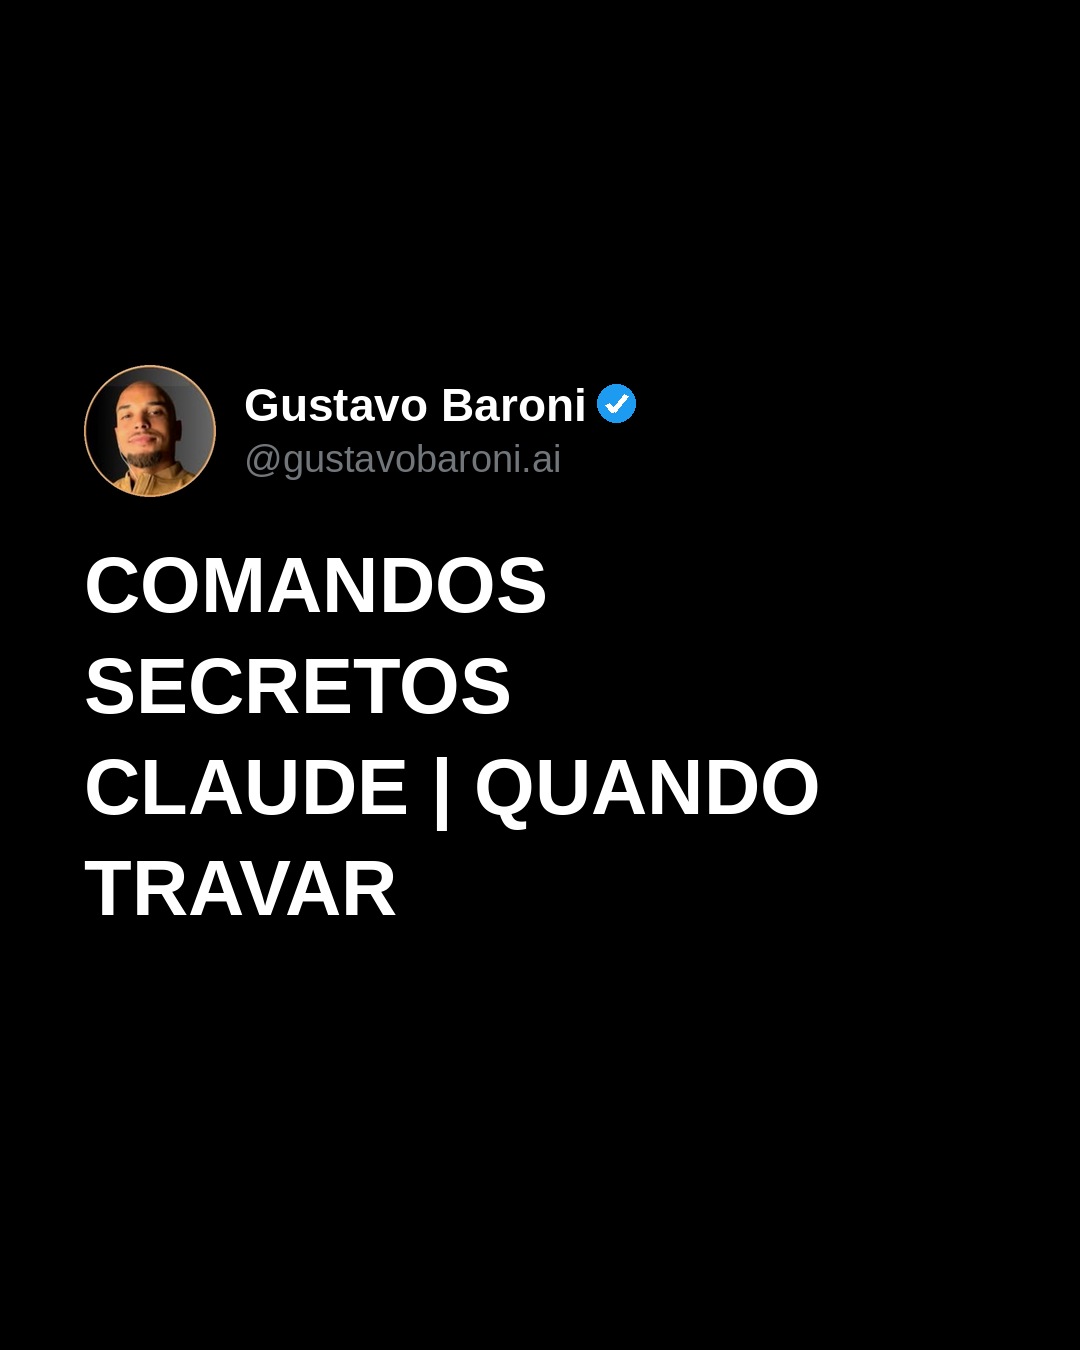 Gustavo Baroni
@gustavobaroni.ai
COMANDOS
SECRETOS
CLAUDE | QUANDO
TRAVAR